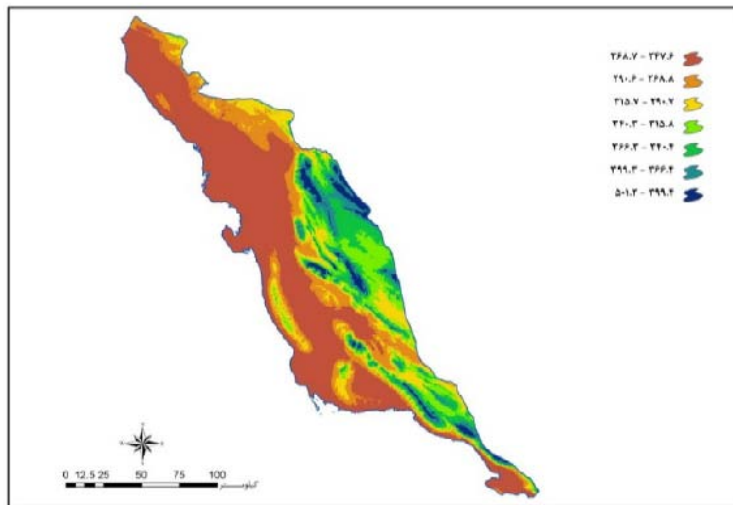 ۲۶۸.۷ – ۲۴۷.۶
۲۹۰.۶ – ۲۶۸.۸
۳۱۵.۷ – ۲۹۰.۷
۳۴۰.۳ – ۳۱۵.۸
۳۶۶.۳ – ۳۴۰.۴
۳۹۹.۳ – ۳۶۶.۴
۵۰۱.۲ – ۳۹۹.۴
0 12.5 25 50 75 100
کیلومتر